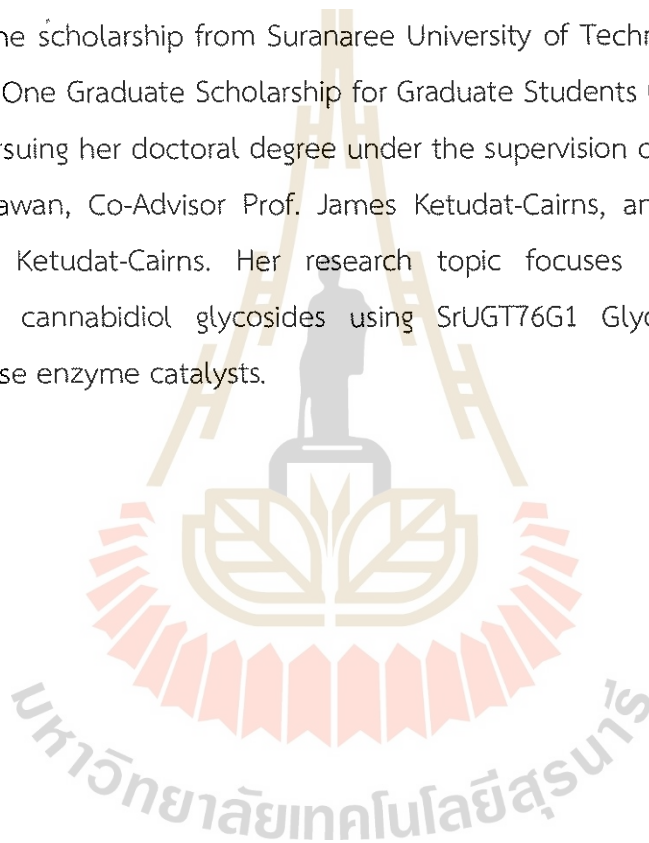 scholarship from Suranaree University of Techn
One Graduate Scholarship for Graduate Students
rsuing her doctoral degree under the supervision
awan, Co-Advisor Prof. James Ketudat-Cairns, an
Ketudat-Cairns. Her research topic focuses
cannabidiol glycosides using SrUGT76G1 Glyc
se enzyme catalysts.
มหาวิทยาลัยเทคโนโลยีสุรนารี